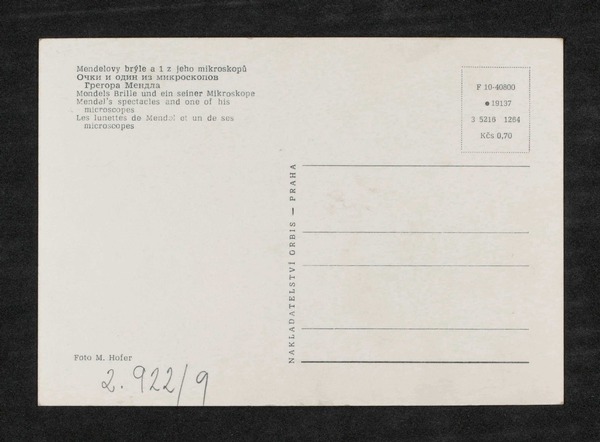 Mendelovy brýle a 1 z jeho mikroskopů
Очки и один из микроскопов
Грегора Мендла
Mendels Brille und ein seiner Mikroskope
Mendel's spectacles and one of his
microscopes
Les lunettes de Mendel et un de ses
microscopes
F 10-40800
● 19137
3 5216 1264
Kčs 0,70
NAKLADATELSTVÍ ORBIS — PRAHA
Foto M. Hofer
2. 922/9